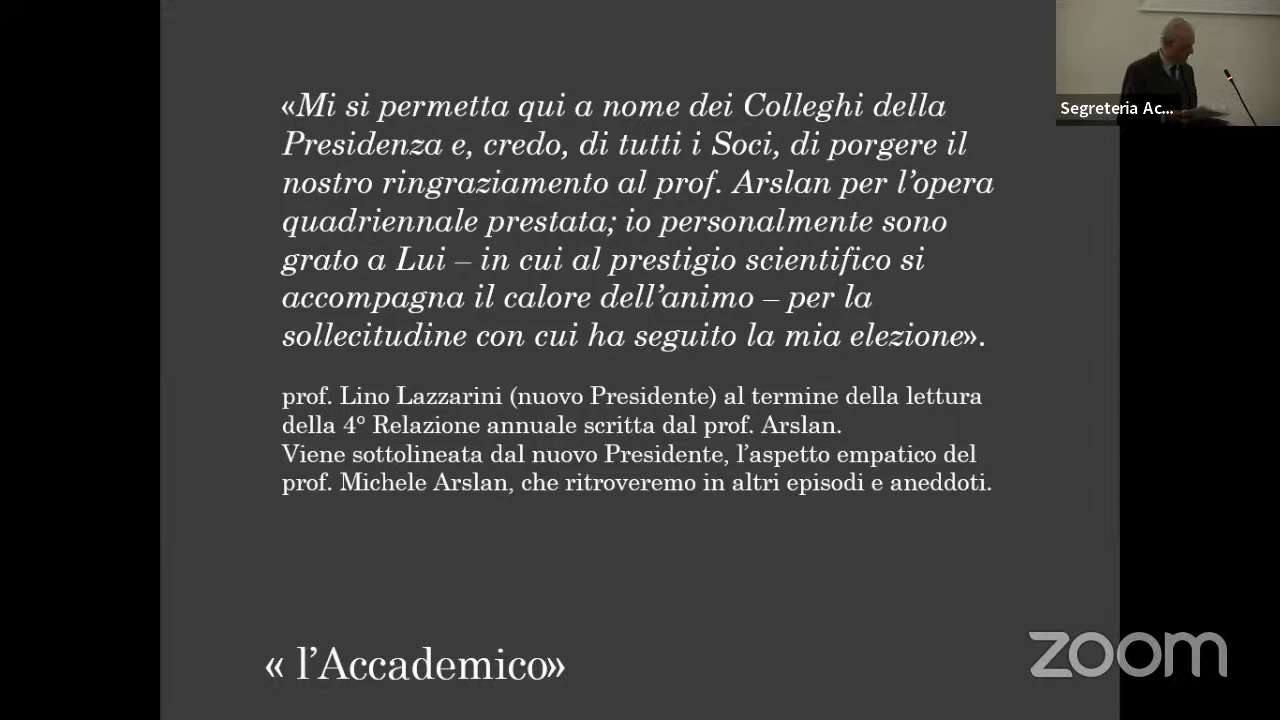 «Mi si permetta qui a nome dei Colleghi della
Presidenza e, credo, di tutti i Soci, di porgere il
nostro ringraziamento al prof. Arslan per l’opera
quadriennale prestata; io personalmente sono
grato a Lui – in cui al prestigio scientifico si
accompagna il calore dell’animo – per la
sollecitudine con cui ha seguito la mia elezione».
prof. Lino Lazzarini (nuovo Presidente) al termine della lettura
della 4° Relazione annuale scritta dal prof. Arslan.
Viene sottolineata dal nuovo Presidente, l’aspetto empatico del
prof. Michele Arslan, che ritroveremo in altri episodi e aneddoti.
« l’Accademico»
Segreteria Ac...
zoom